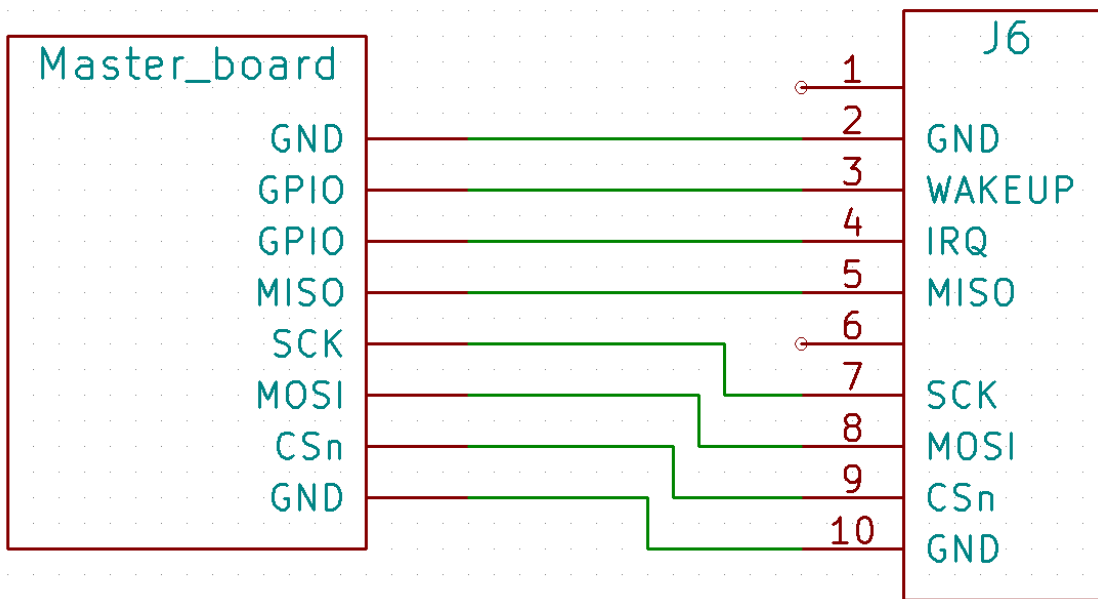 Master_board
GND
GPIO
GPIO
MISO
SCK
MOSI
CSn
GND
J6
1
2 GND
3 WAKEUP
4 IRQ
5 MISO
6
7 SCK
8 MOSI
9 CSn
10 GND